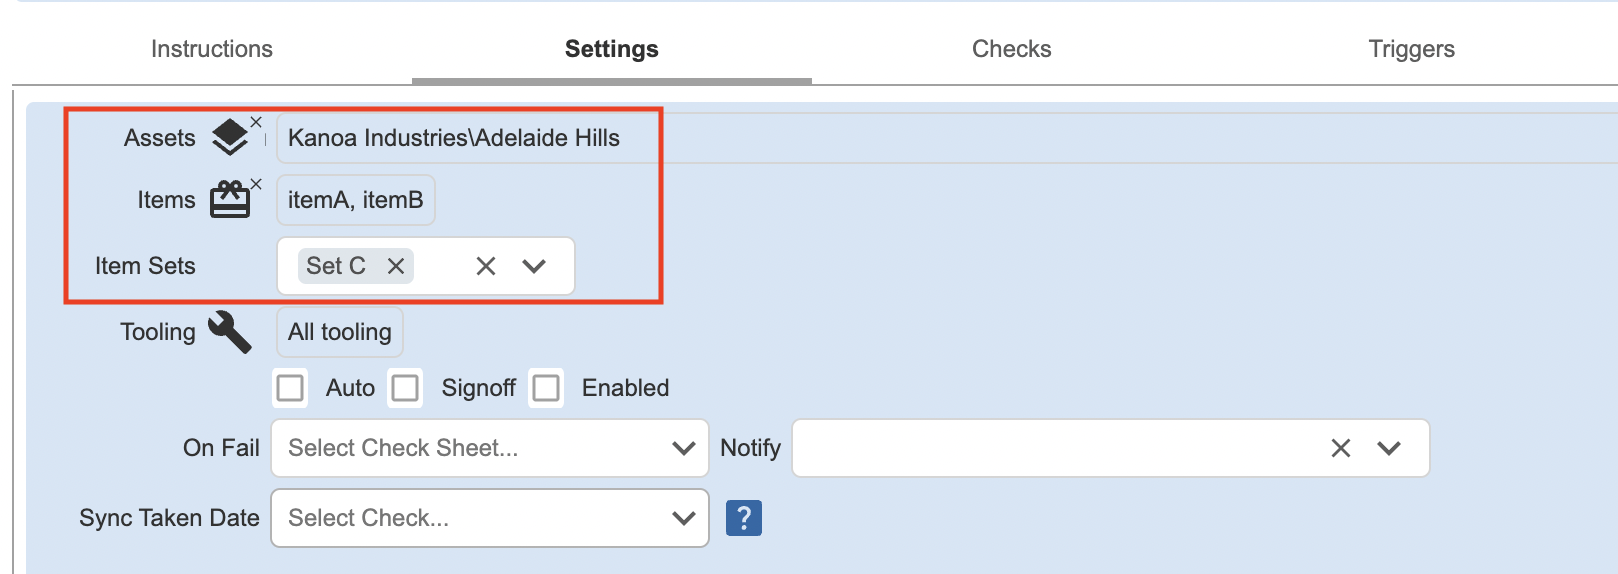 Instructions Settings Checks Triggers
Assets Kanoa Industries\Adelaide Hills
Items itemA, itemB
Item Sets Set C
Tooling All tooling
Auto Signoff Enabled
On Fail Select Check Sheet... Notify
Sync Taken Date Select Check... ?